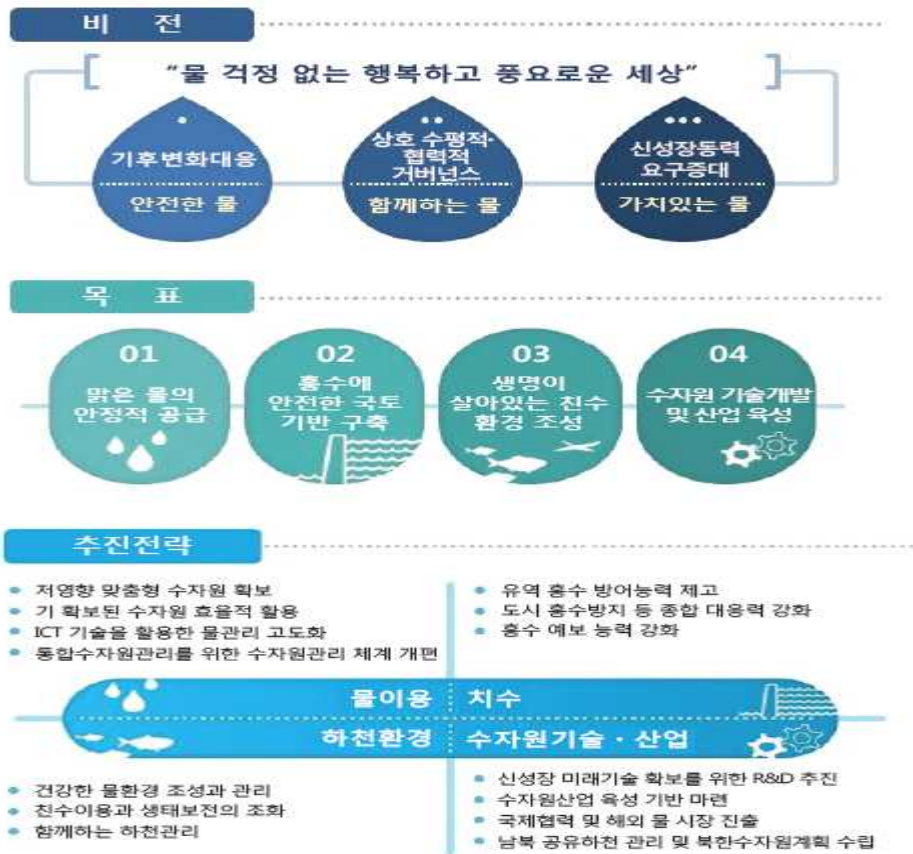 비 전
“물 걱정 없는 행복하고 풍요로운 세상”
기후변화대응
안전한 물
상호 수평적·
협력적
거버넌스
함께하는 물
신성장동력
요구증대
가치있는 물
목 표
01
맑은 물의
안정적 공급
02
홍수에
안전한 국토
기반 구축
03
생명이
살아있는 친수
환경 조성
04
수자원 기술개발
및 산업 육성
추진전략
저영향 맞춤형 수자원 확보
기 확보된 수자원 효율적 활용
ICT 기술을 활용한 물관리 고도화
통합수자원관리를 위한 수자원관리 체계 개편
유역 홍수 방어능력 제고
도시 홍수방지 등 종합 대응력 강화
홍수 예보 능력 강화
물이용
치수
하천환경
수자원기술·산업
건강한 물환경 조성과 관리
친수이용과 생태보전의 조화
함께하는 하천관리
신성장 미래기술 확보를 위한 R&D 추진
수자원산업 육성 기반 마련
국제협력 및 해외 물 시장 진출
남북 공유하천 관리 및 북한수자원계획 수립